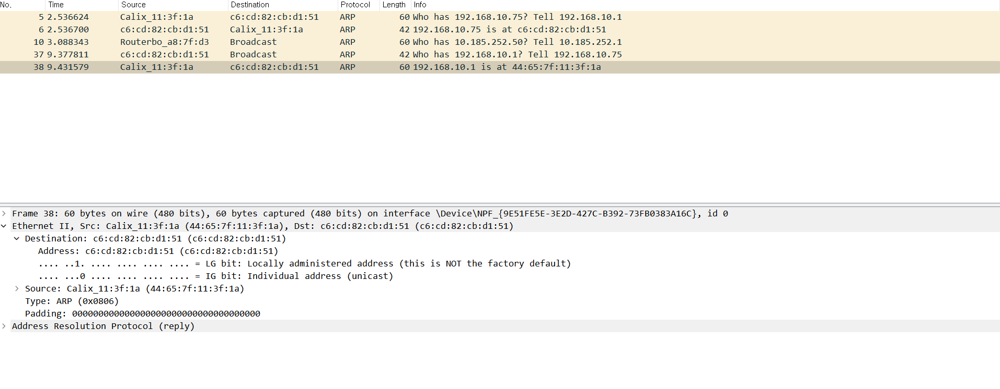 No. Time Source Destination Protocol Length Info
5 2.536624 Calix_11:3f:1a c6:cd:82:cb:d1:51 ARP 60 Who has 192.168.10.75? Tell 192.168.10.1
6 2.536700 c6:cd:82:cb:d1:51 Calix_11:3f:1a ARP 42 192.168.10.75 is at c6:cd:82:cb:d1:51
10 3.088343 Routerbo_a8:7f:d3 Broadcast ARP 60 Who has 10.185.252.50? Tell 10.185.252.1
37 9.377811 c6:cd:82:cb:d1:51 Broadcast ARP 42 Who has 192.168.10.1? Tell 192.168.10.75
38 9.431579 Calix_11:3f:1a c6:cd:82:cb:d1:51 ARP 60 192.168.10.1 is at 44:65:7f:11:3f:1a
Frame 38: 60 bytes on wire (480 bits), 60 bytes captured (480 bits) on interface \Device\NPF_{9E51FE5E-3E2D-427C-B392-73FB0383A16C}, id 0
Ethernet II, Src: Calix_11:3f:1a (44:65:7f:11:3f:1a), Dst: c6:cd:82:cb:d1:51 (c6:cd:82:cb:d1:51)
Destination: c6:cd:82:cb:d1:51 (c6:cd:82:cb:d1:51)
Address: c6:cd:82:cb:d1:51 (c6:cd:82:cb:d1:51)
.... ..1. .... .... .... .... = LG bit: Locally administered address (this is NOT the factory default)
.... ...0 .... .... .... .... = IG bit: Individual address (unicast)
Source: Calix_11:3f:1a (44:65:7f:11:3f:1a)
Type: ARP (0x0806)
Padding: 000000000000000000000000000000000000
Address Resolution Protocol (reply)